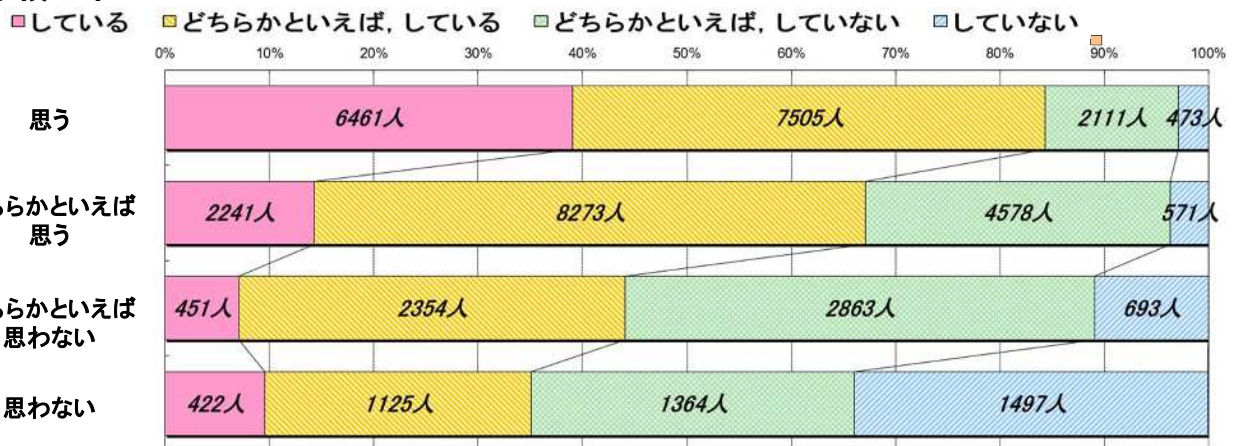 している どちらかといえば，している どちらかといえば，していない していない
0% 10% 20% 30% 40% 50% 60% 70% 80% 90% 100%
思う
6461人 7505人 2111人 473人
らかといえば
思う
2241人 8273人 4578人 571人
らかといえば
思わない
451人 2354人 2863人 693人
思わない
422人 1125人 1364人 1497人